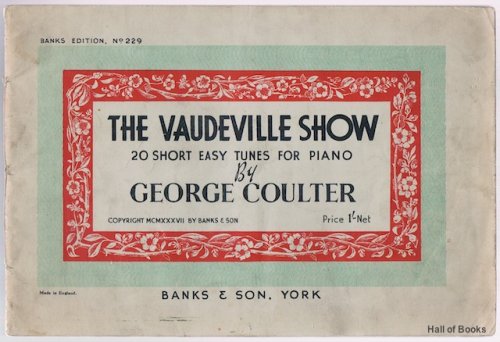 BANKS EDITION, Nº 229
THE VAUDEVILLE SHOW
20 SHORT EASY TUNES FOR PIANO
By
GEORGE COULTER
COPYRIGHT MCMXXXVII BY BANKS & SON
Price 1/- Net
Made in England.
BANKS & SON, YORK
Hall of Books